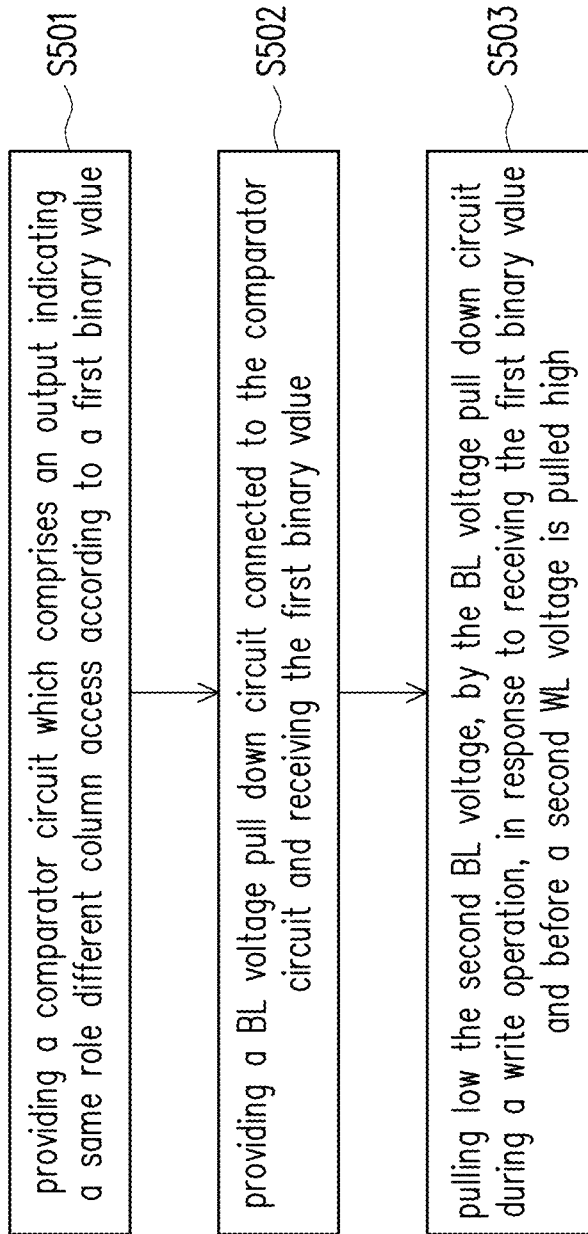 providing a comparator circuit which comprises an output indicating
a same role different column access according to a first binary value
S501
providing a BL voltage pull down circuit connected to the comparator
circuit and receiving the first binary value
S502
pulling low the second BL voltage, by the BL voltage pull down circuit
during a write operation, in response to receiving the first binary value
and before a second WL voltage is pulled high
S503